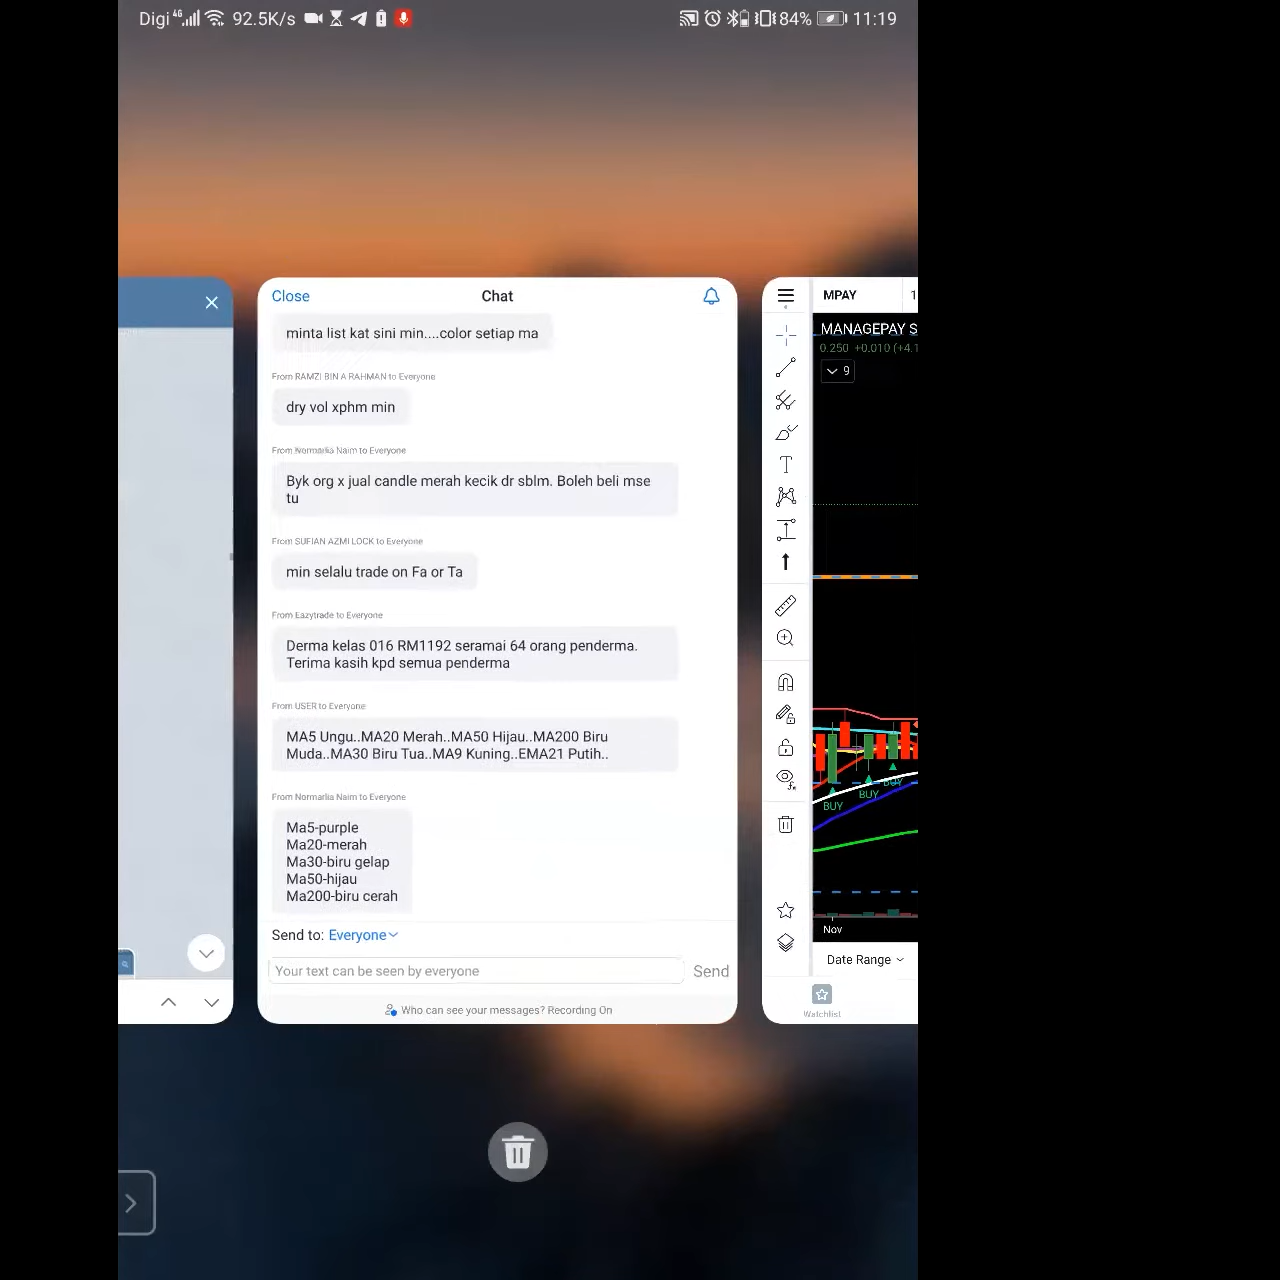 Digi 4G 92.5K/s 84% 11:19
Close Chat
minta list kat sini min....color setiap ma
From RAMZI BIN A RAHMAN to Everyone
dry vol xphm min
From Normarlia Naim to Everyone
Byk org x jual candle merah kecik dr sblm. Boleh beli mse
tu
From SUFIAN AZMI LOCK to Everyone
min selalu trade on Fa or Ta
From Eazytrade to Everyone
Derma kelas 016 RM1192 seramai 64 orang penderma.
Terima kasih kpd semua penderma
From USER to Everyone
MA5 Ungu..MA20 Merah..MA50 Hijau..MA200 Biru
Muda..MA30 Biru Tua..MA9 Kuning..EMA21 Putih..
From Normarlia Naim to Everyone
Ma5-purple
Ma20-merah
Ma30-biru gelap
Ma50-hijau
Ma200-biru cerah
Send to: Everyone
Your text can be seen by everyone Send
Who can see your messages? Recording On
MPAY 1
MANAGEPAY S
0.250 +0.010 (+4.1
9
BUY
BUY
BUY
Nov
Date Range
Watchlist